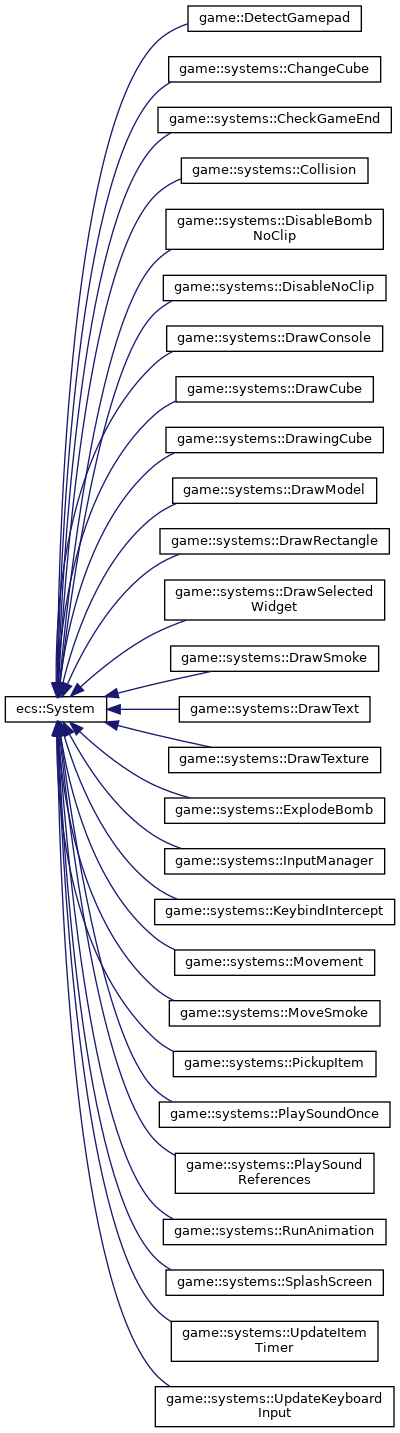 game::DetectGamepad
game::systems::ChangeCube
game::systems::CheckGameEnd
game::systems::Collision
game::systems::DisableBomb
NoClip
game::systems::DisableNoClip
game::systems::DrawConsole
game::systems::DrawCube
game::systems::DrawingCube
game::systems::DrawModel
game::systems::DrawRectangle
game::systems::DrawSelected
Widget
game::systems::DrawSmoke
ecs::System
game::systems::DrawText
game::systems::DrawTexture
game::systems::ExplodeBomb
game::systems::InputManager
game::systems::KeybindIntercept
game::systems::Movement
game::systems::MoveSmoke
game::systems::PickupItem
game::systems::PlaySoundOnce
game::systems::PlaySound
References
game::systems::RunAnimation
game::systems::SplashScreen
game::systems::UpdateItem
Timer
game::systems::UpdateKeyboard
Input